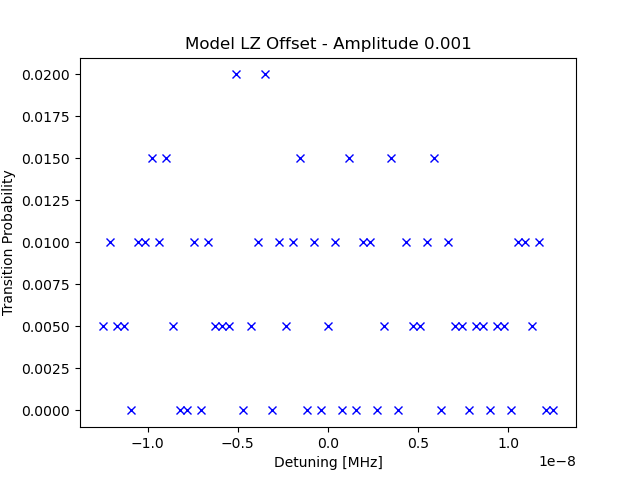 Model LZ Offset - Amplitude 0.001
Transition Probability
0.0200
0.0175
0.0150
0.0125
0.0100
0.0075
0.0050
0.0025
0.0000
−1.0 −0.5 0.0 0.5 1.0
Detuning [MHz]
1e−8